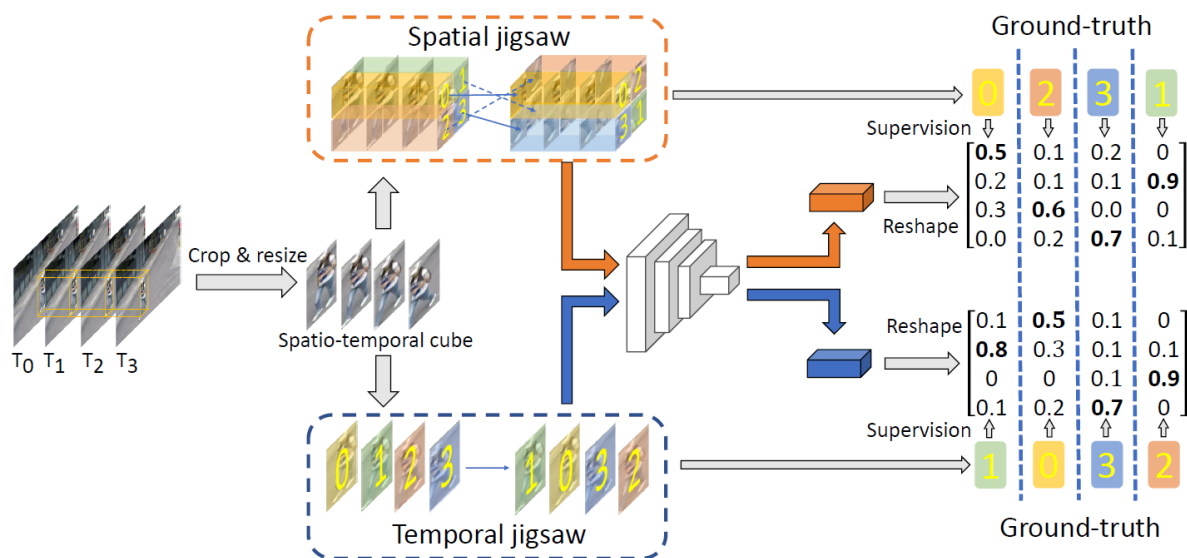 Spatial jigsaw
0 1 2 3
0 2 3 1
Ground-truth
0 2 3 1
Supervision
0.5 0.1 0.2 0
0.2 0.1 0.1 0.9
0.3 0.6 0.0 0
0.0 0.2 0.7 0.1
Reshape
Crop & resize
T0 T1 T2 T3
Spatio-temporal cube
Reshape
0.1 0.5 0.1 0
0.8 0.3 0.1 0.1
0 0 0.1 0.9
0.1 0.2 0.7 0
Supervision
0 1 2 3
1 0 3 2
Temporal jigsaw
1 0 3 2
Ground-truth